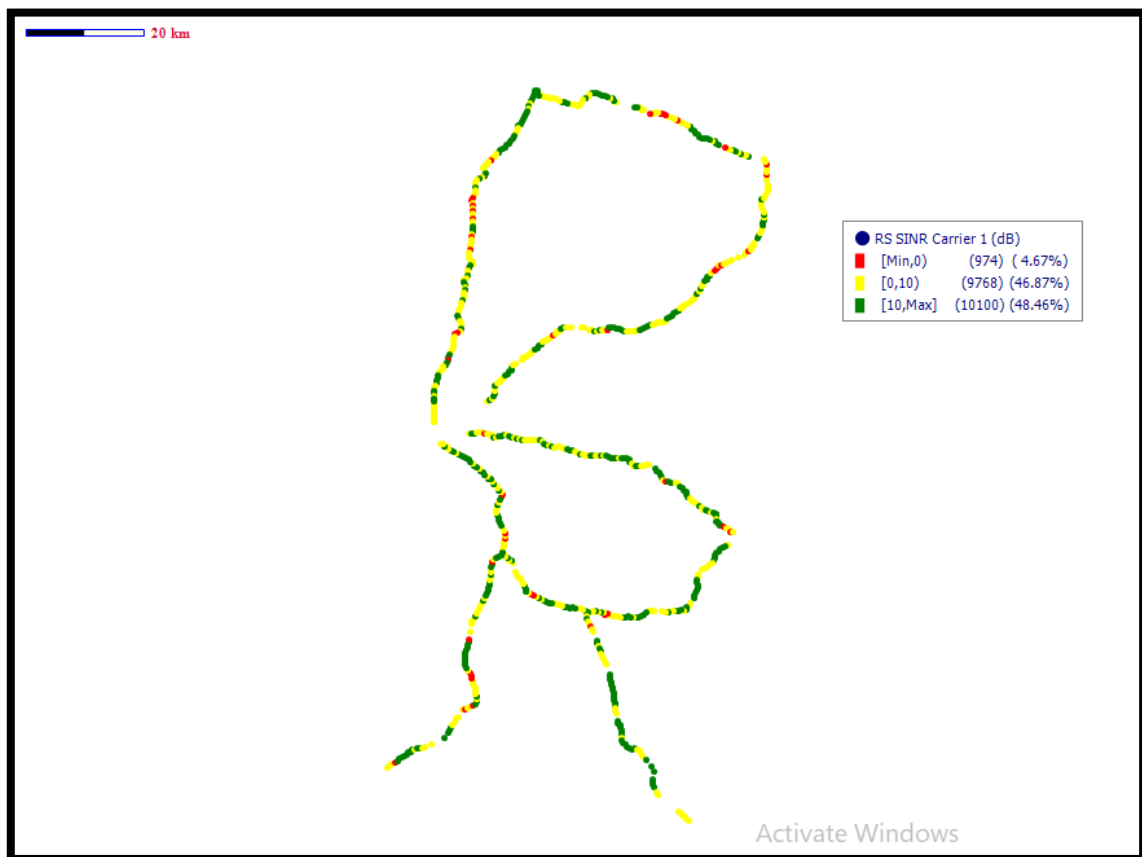 20 km
RS SINR Carrier 1 (dB)
[Min,0) (974) ( 4.67%)
[0,10) (9768) (46.87%)
[10,Max] (10100) (48.46%)
Activate Windows